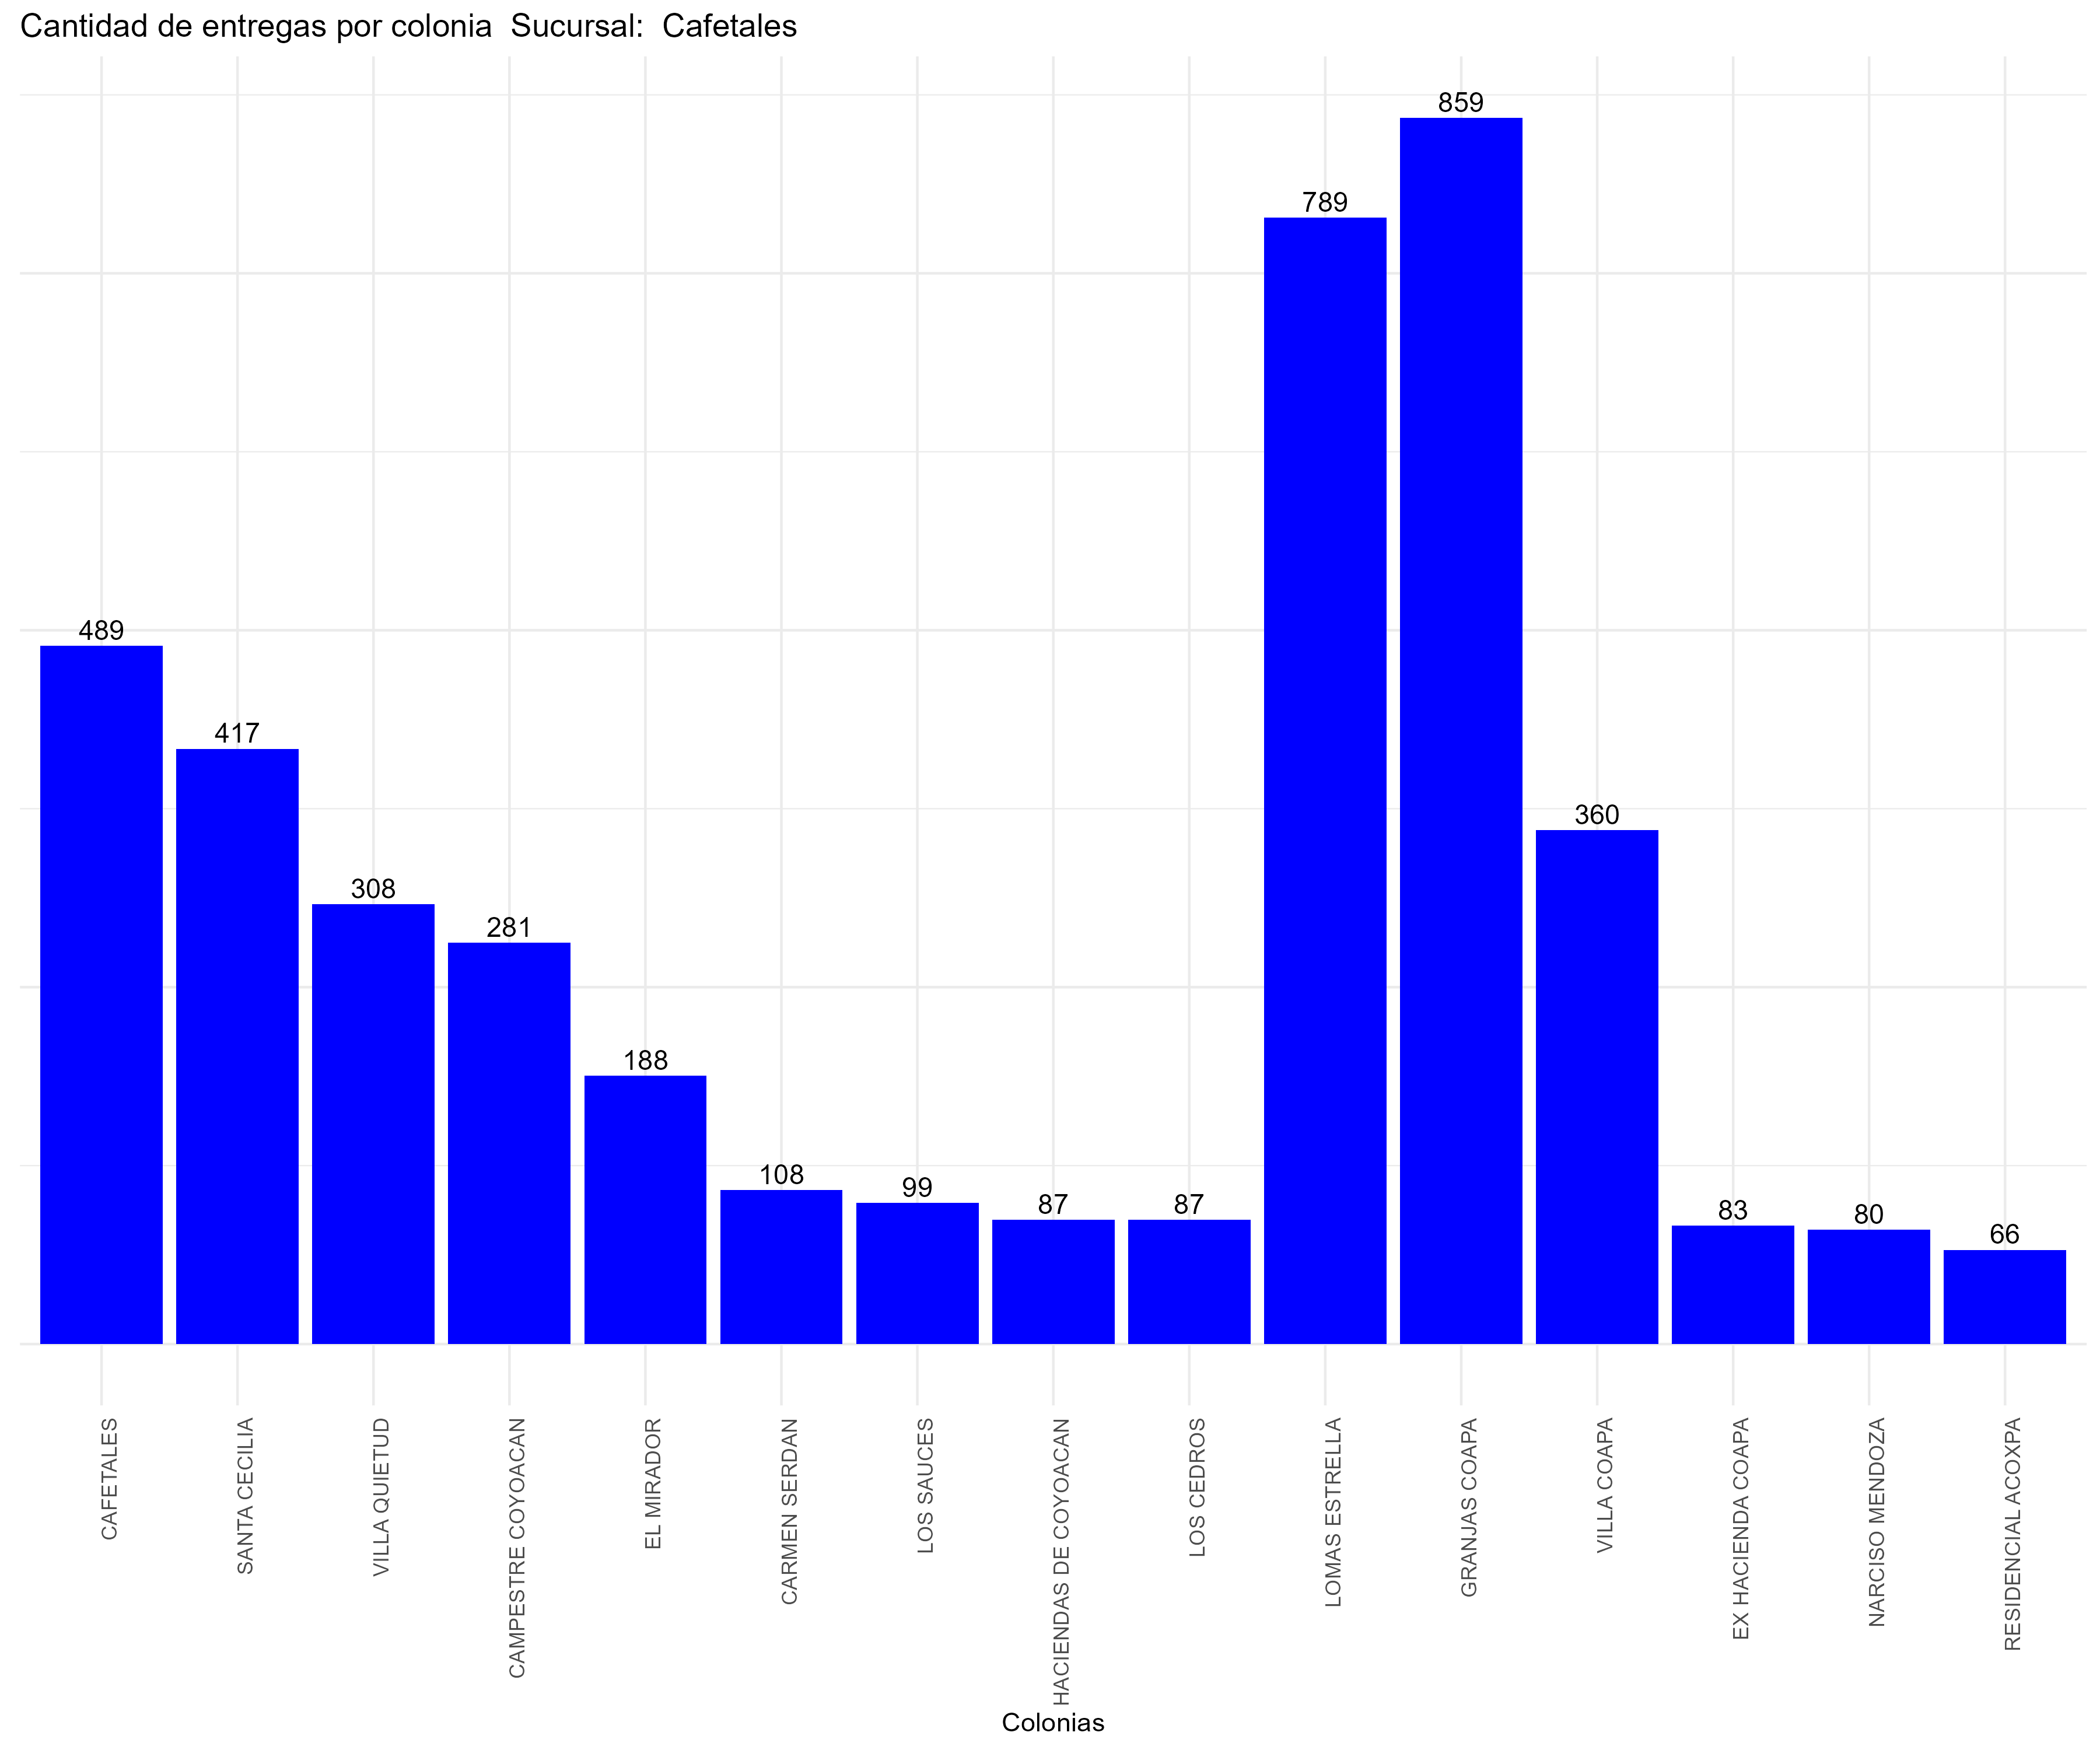 Cantidad de entregas por colonia  Sucursal:  Cafetales
859
789
489
417
360
308
281
188
108
99
87
87
83
80
66
CAFETALES
SANTA CECILIA
VILLA QUIETUD
CAMPESTRE COYOACAN
EL MIRADOR
CARMEN SERDAN
LOS SAUCES
HACIENDAS DE COYOACAN
LOS CEDROS
LOMAS ESTRELLA
GRANJAS COAPA
VILLA COAPA
EX HACIENDA COAPA
NARCISO MENDOZA
RESIDENCIAL ACOXPA
Colonias